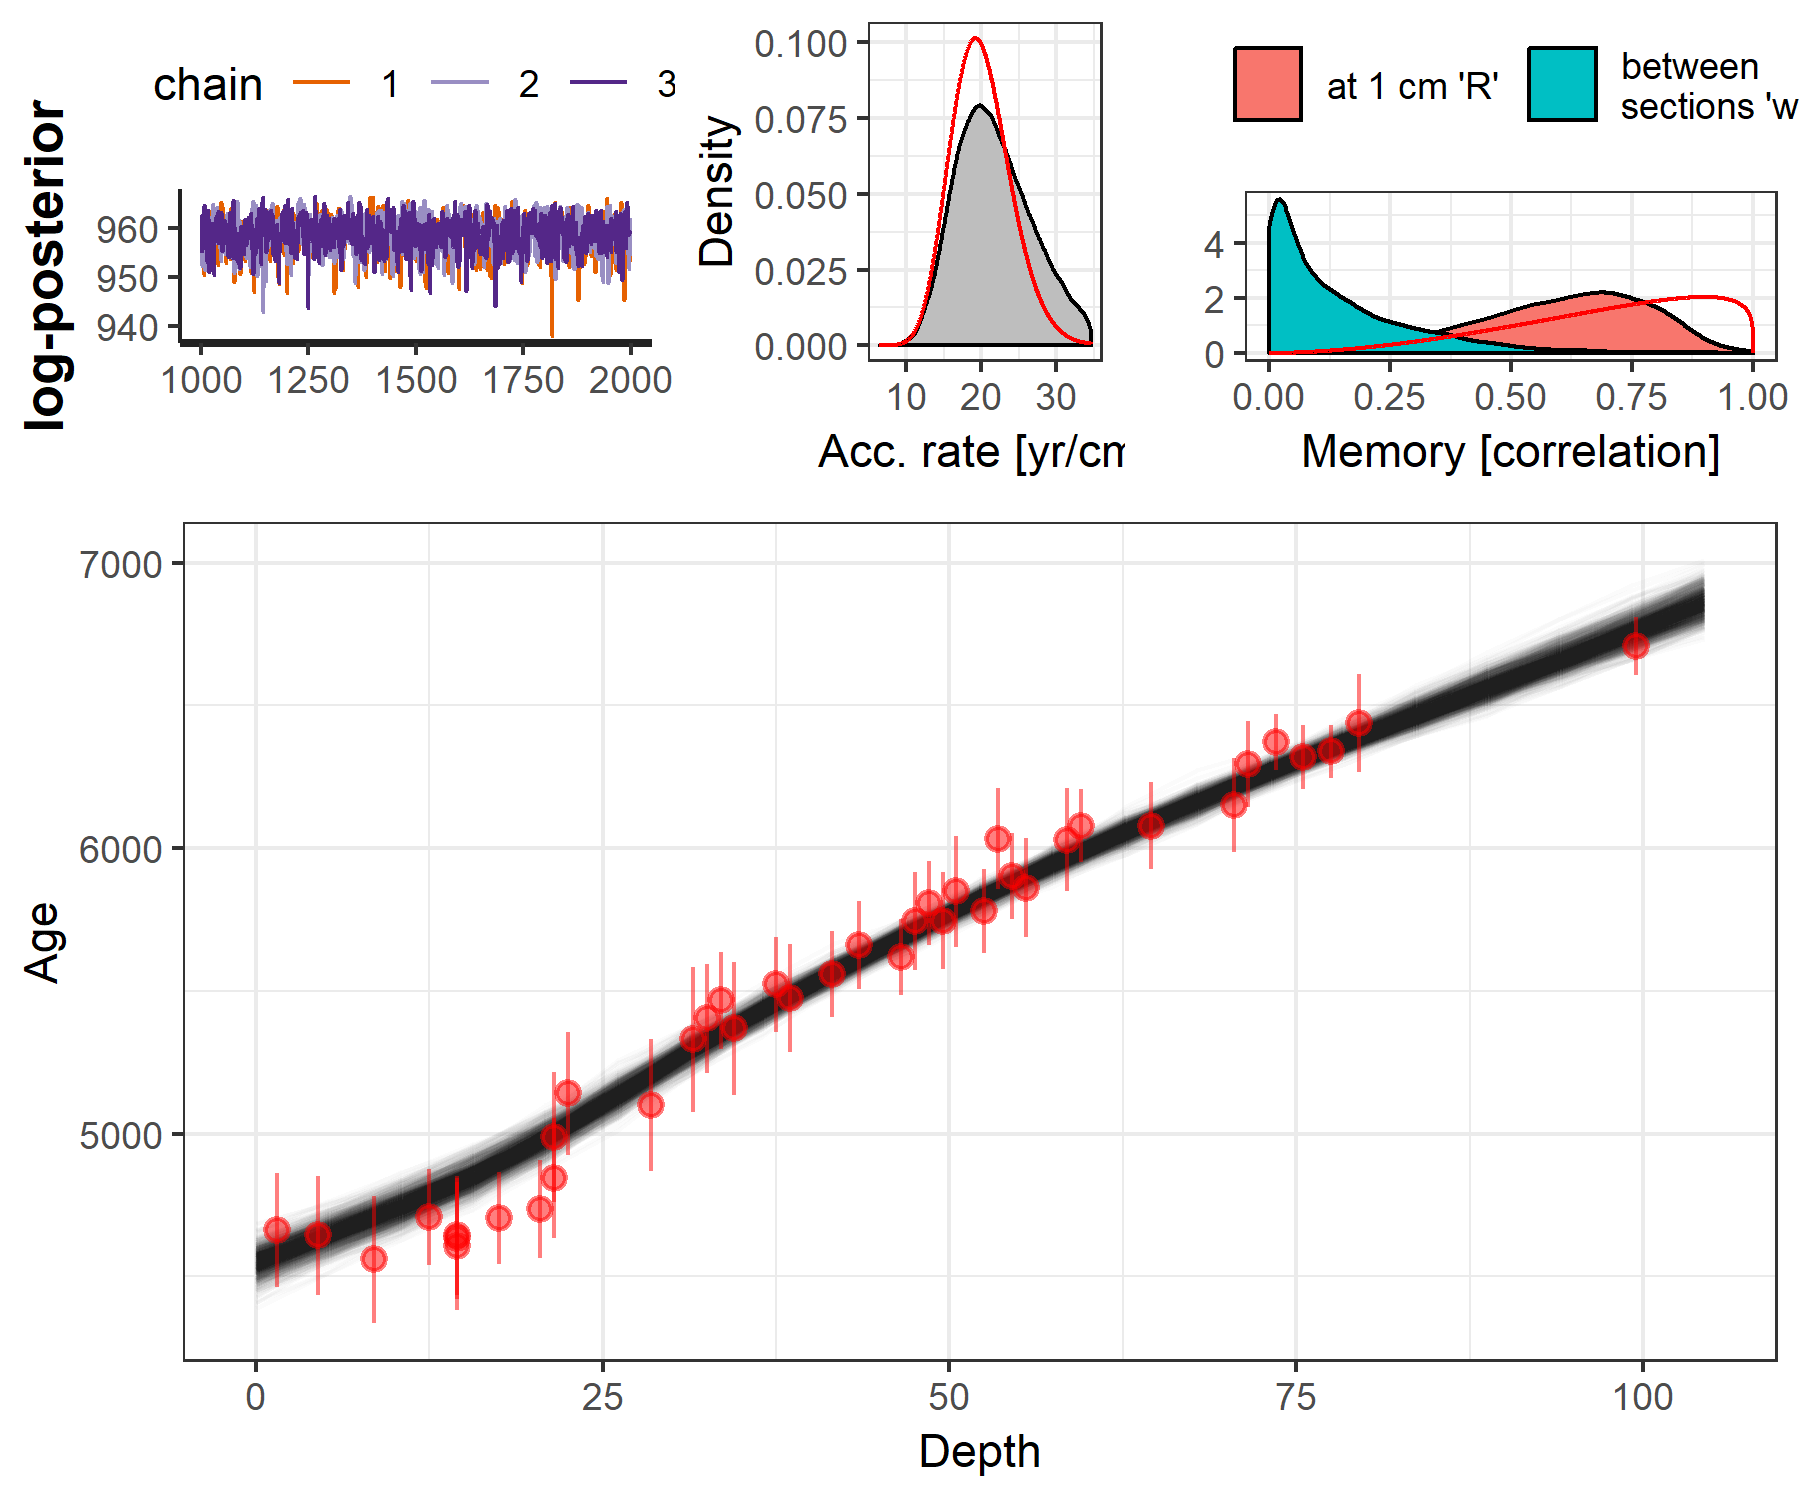 chain 1 2 3
log-posterior
960
950
940
1000 1250 1500 1750 2000
Density
0.100
0.075
0.050
0.025
0.000
10 20 30
Acc. rate [yr/cm
at 1 cm 'R'
between
sections 'w
4
2
0
0.00 0.25 0.50 0.75 1.00
Memory [correlation]
Age
7000
6000
5000
0 25 50 75 100
Depth